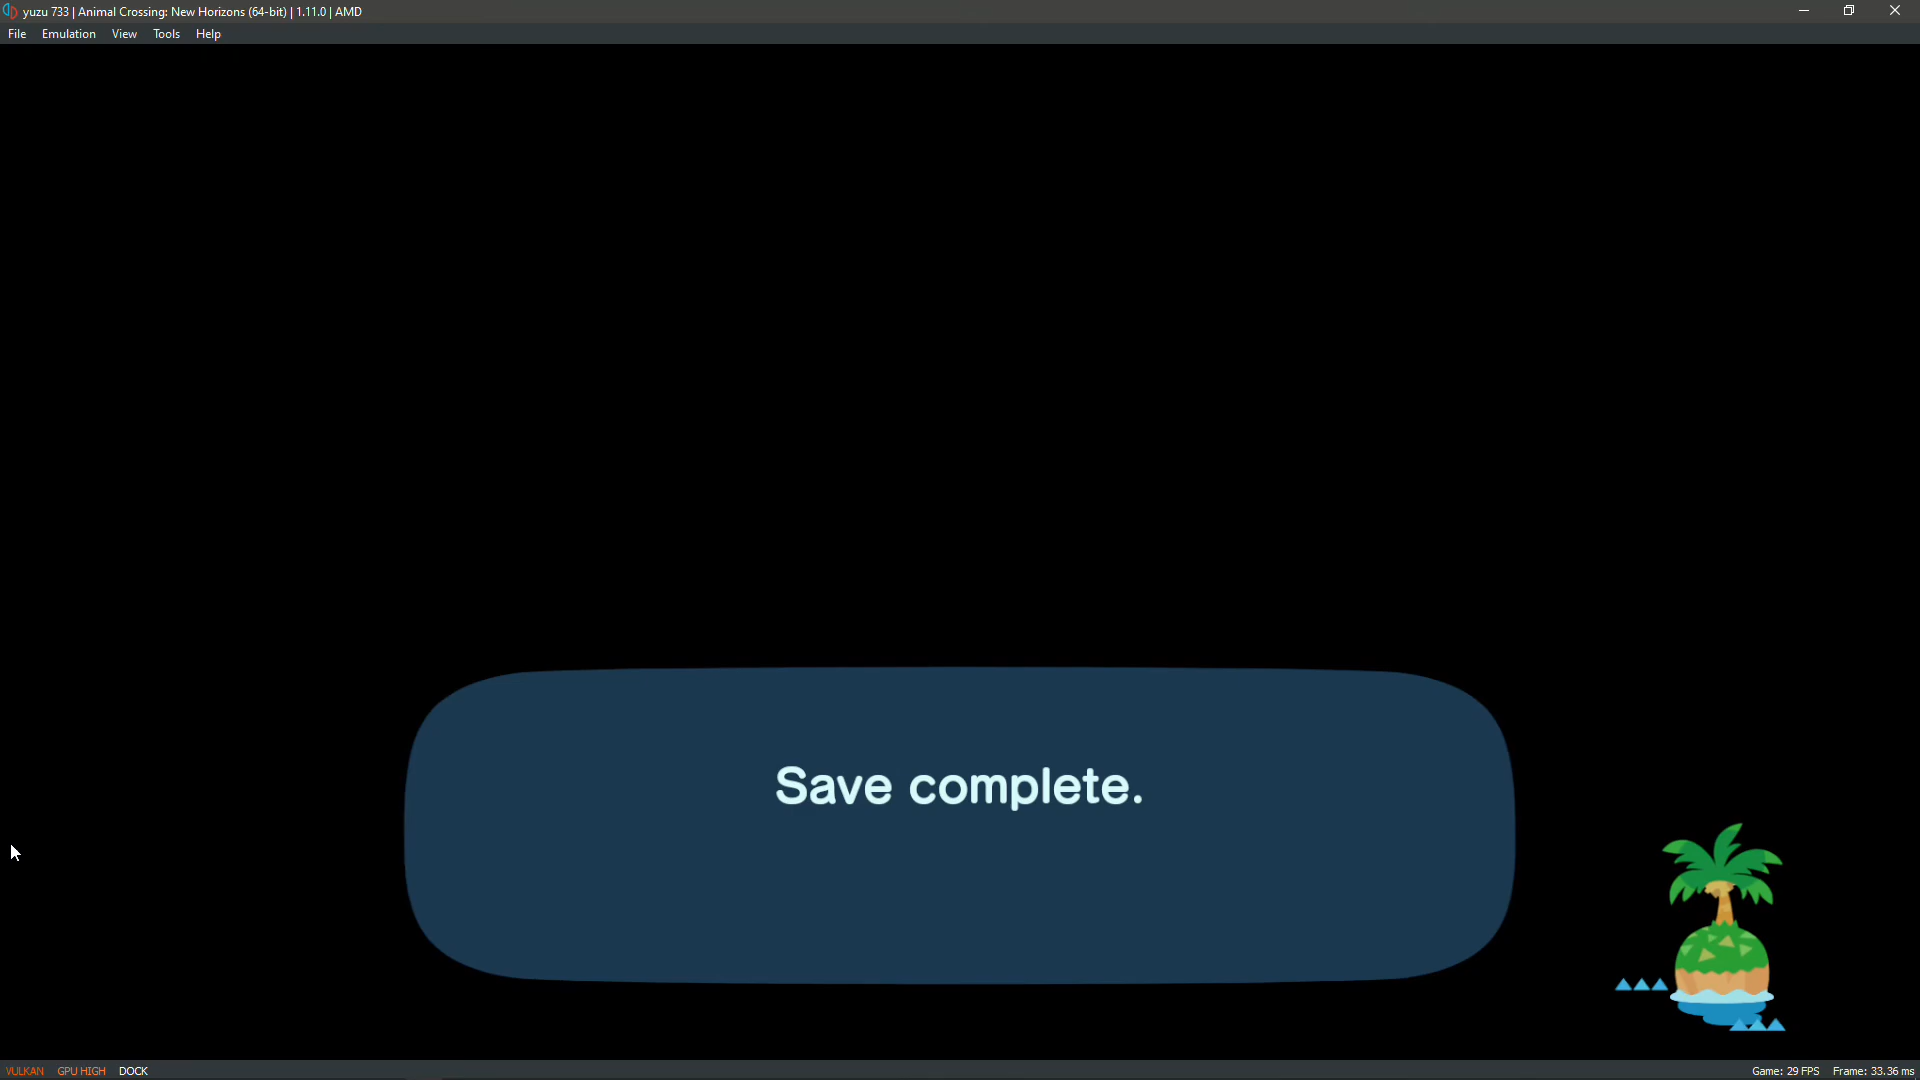 yuzu 733 | Animal Crossing: New Horizons (64-bit) | 1.11.0 | AMD
File Emulation View Tools Help
Save complete.
VULKAN GPU HIGH DOCK Game: 29 FPS Frame: 33.36 ms